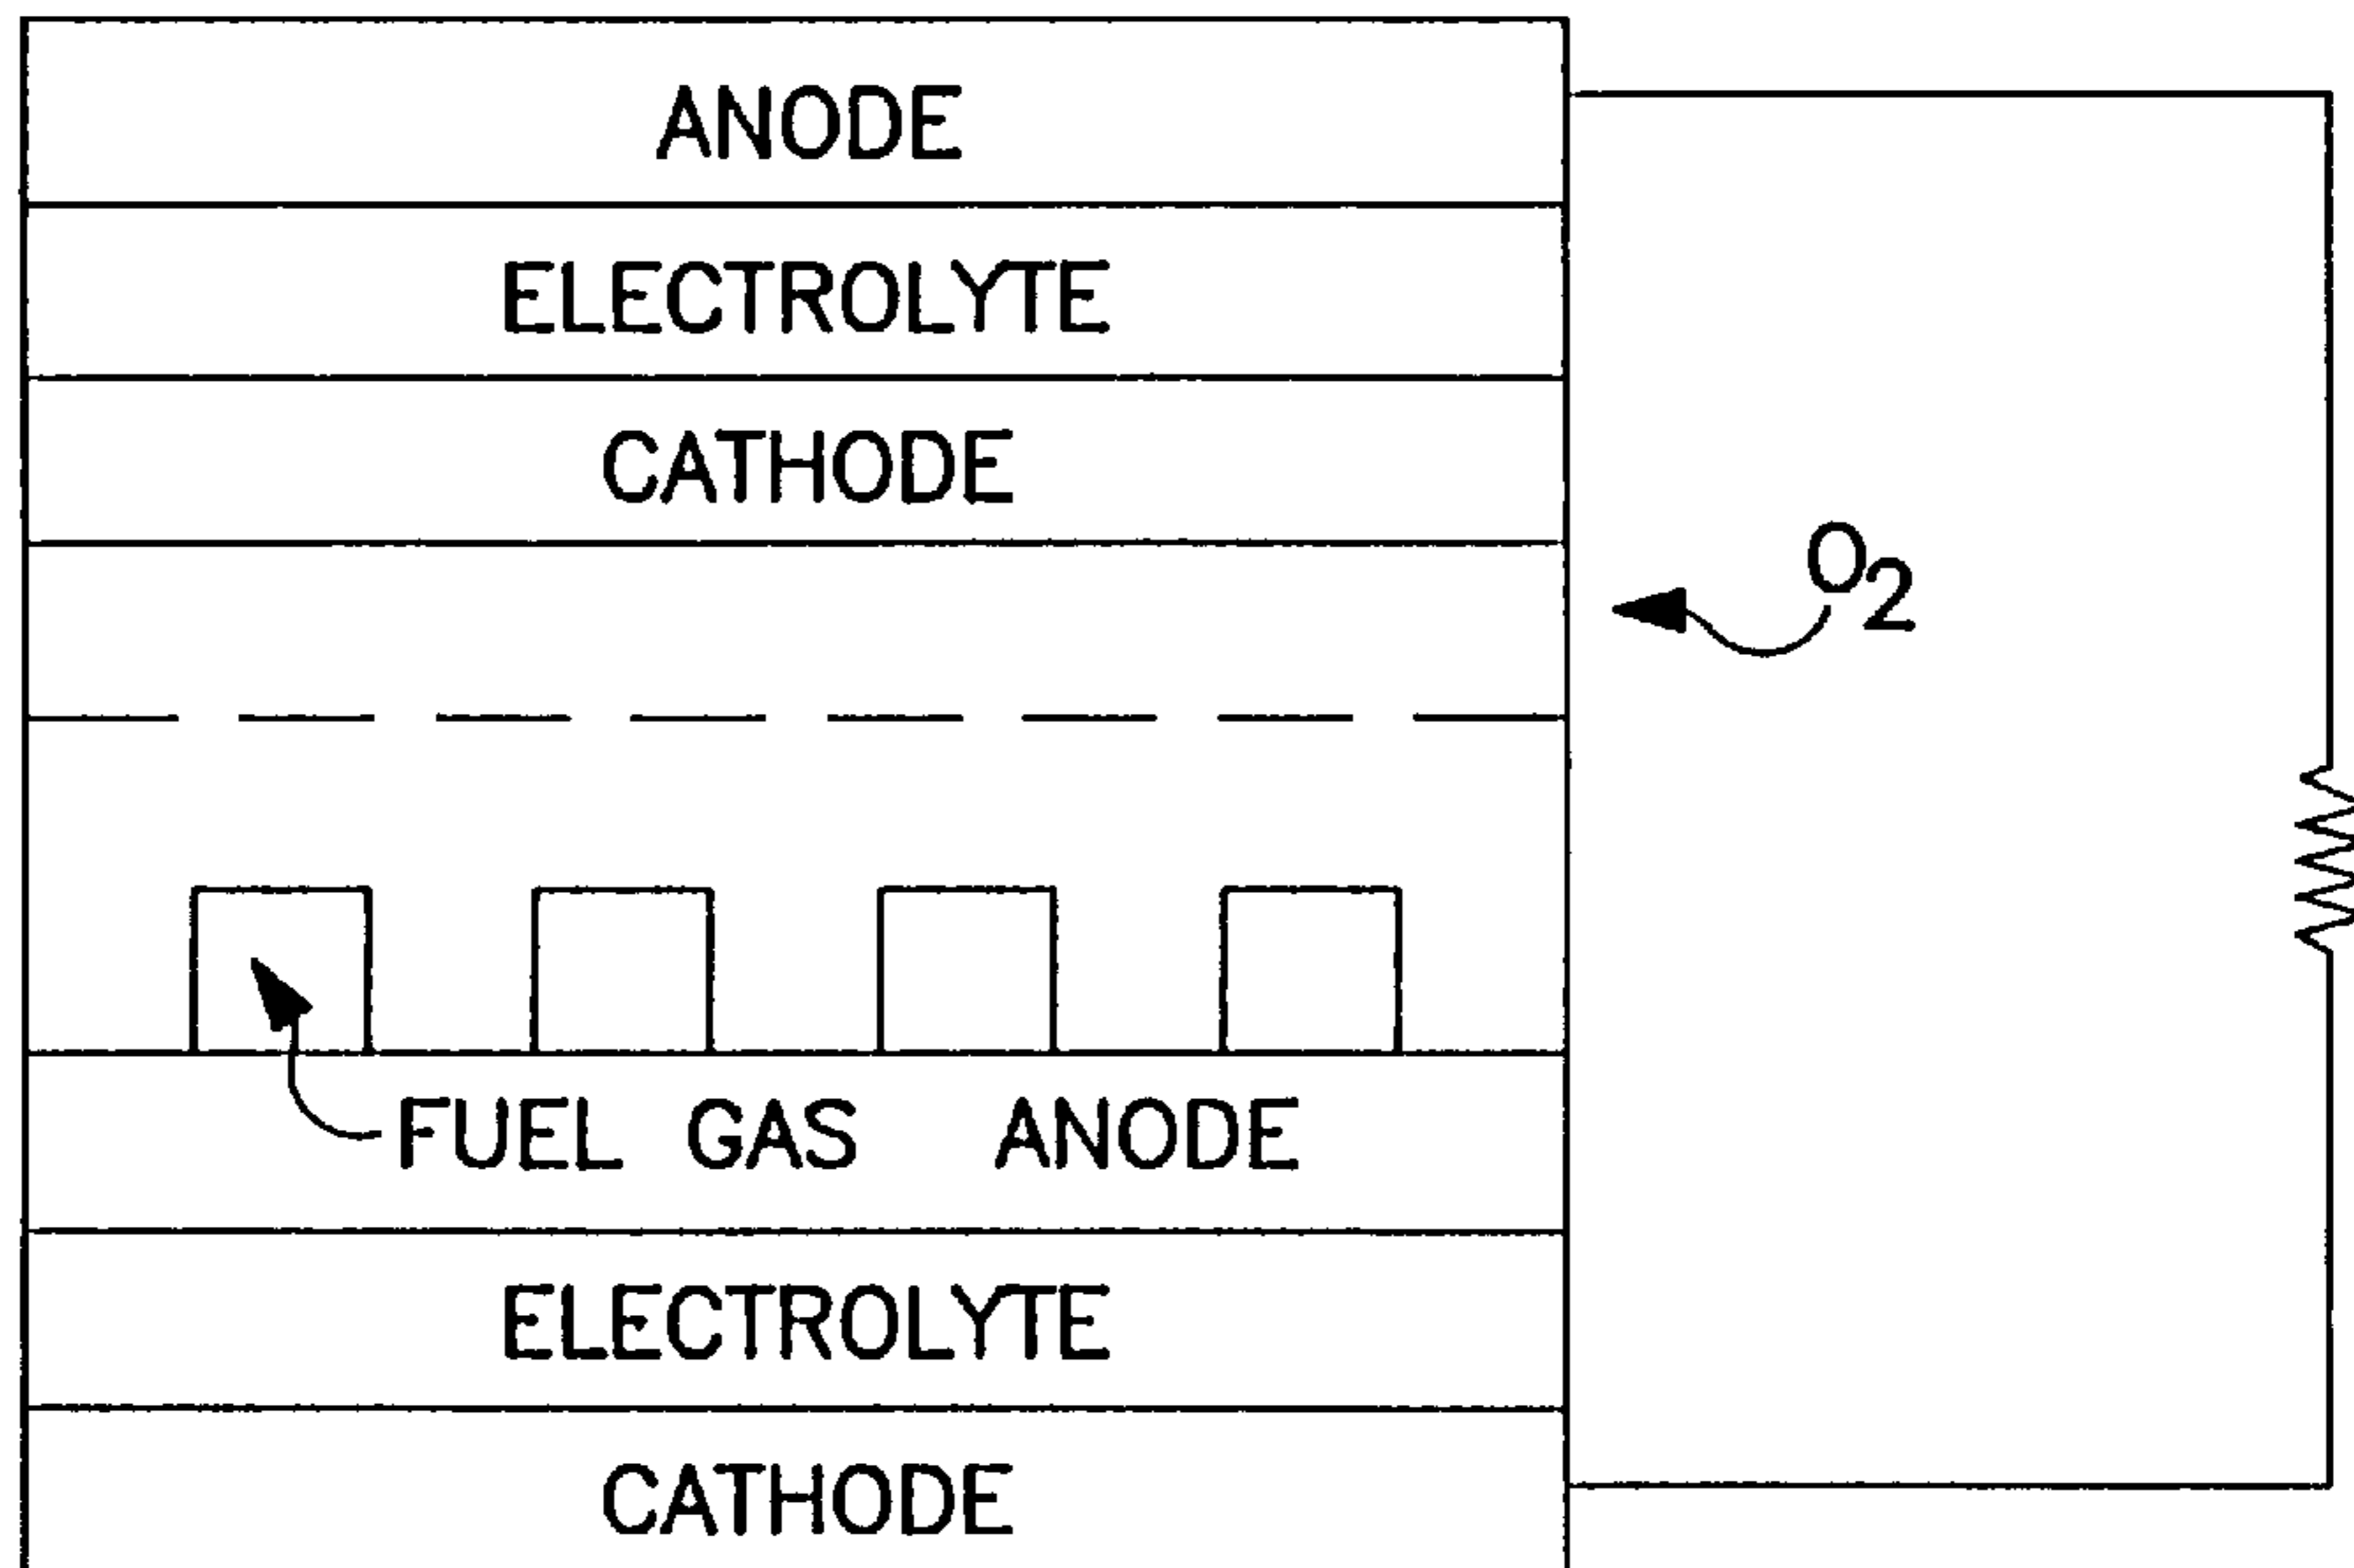 ANODE
ELECTROLYTE
CATHODE
O₂
FUEL GAS ANODE
ELECTROLYTE
CATHODE